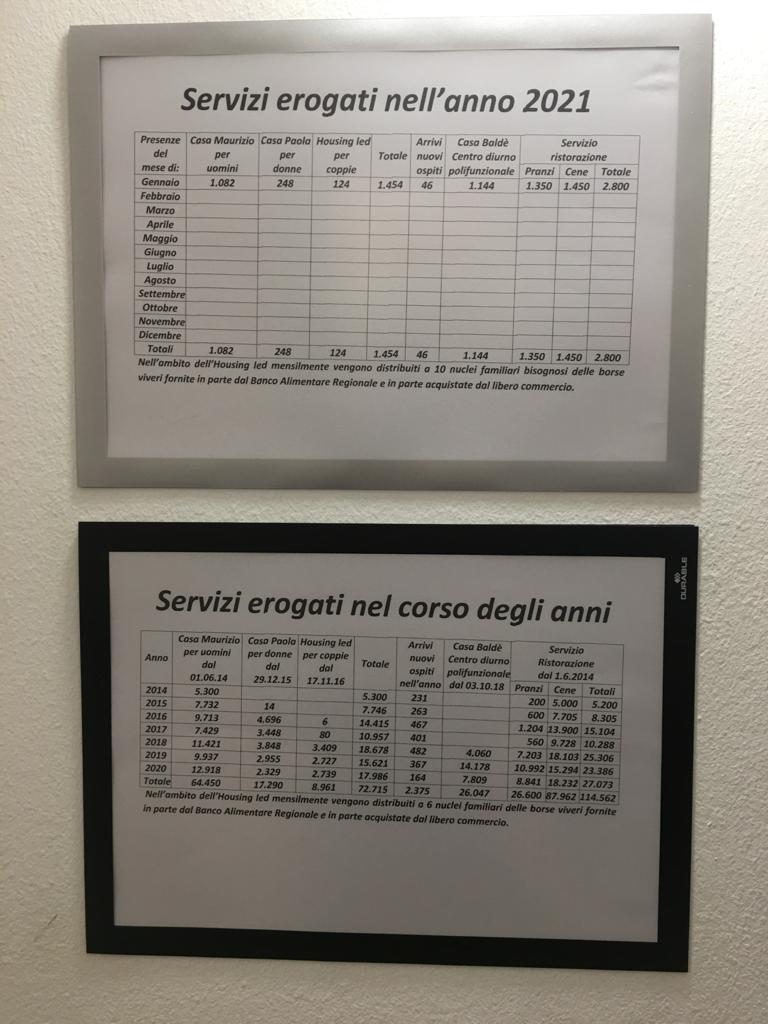 Servizi erogati nell'anno 2021
Presenze del mese di: Casa Maurizio per uomini Casa Paola per donne Housing led per coppie Totale Arrivi nuovi ospiti Casa Baldè Centro diurno polifunzionale Servizio ristorazione Pranzi Cene Totale
Gennaio 1.082 248 124 1.454 46 1.144 1.350 1.450 2.800
Febbraio
Marzo
Aprile
Maggio
Giugno
Luglio
Agosto
Settembre
Ottobre
Novembre
Dicembre
Totali 1.082 248 124 1.454 46 1.144 1.350 1.450 2.800
Nell'ambito dell'Housing led mensilmente vengono distribuiti a 10 nuclei familiari bisognosi delle borse
viveri fornite in parte dal Banco Alimentare Regionale e in parte acquistate dal libero commercio.
DURABLE
Servizi erogati nel corso degli anni
Anno Casa Maurizio per uomini dal 01.06.14 Casa Paola per donne dal 29.12.15 Housing led per coppie dal 17.11.16 Totale Arrivi nuovi ospiti nell'anno Casa Baldè Centro diurno polifunzionale dal 03.10.18 Servizio Ristorazione dal 1.6.2014 Pranzi Cene Totali
2014 5.300 5.300 231 200 5.000 5.200
2015 7.732 14 7.746 263 600 7.705 8.305
2016 9.713 4.696 6 14.415 467 1.204 13.900 15.104
2017 7.429 3.448 80 10.957 401 560 9.728 10.288
2018 11.421 3.848 3.409 18.678 482 4.060 7.203 18.103 25.306
2019 9.937 2.955 2.727 15.621 367 14.178 10.992 15.294 23.386
2020 12.918 2.329 2.739 17.986 164 7.809 8.841 18.232 27.073
Totale 64.450 17.290 8.961 72.715 2.375 26.047 26.600 87.962 114.562
Nell'ambito dell'Housing led mensilmente vengono distribuiti a 6 nuclei familiari delle borse viveri fornite
in parte dal Banco Alimentare Regionale e in parte acquistate dal libero commercio.